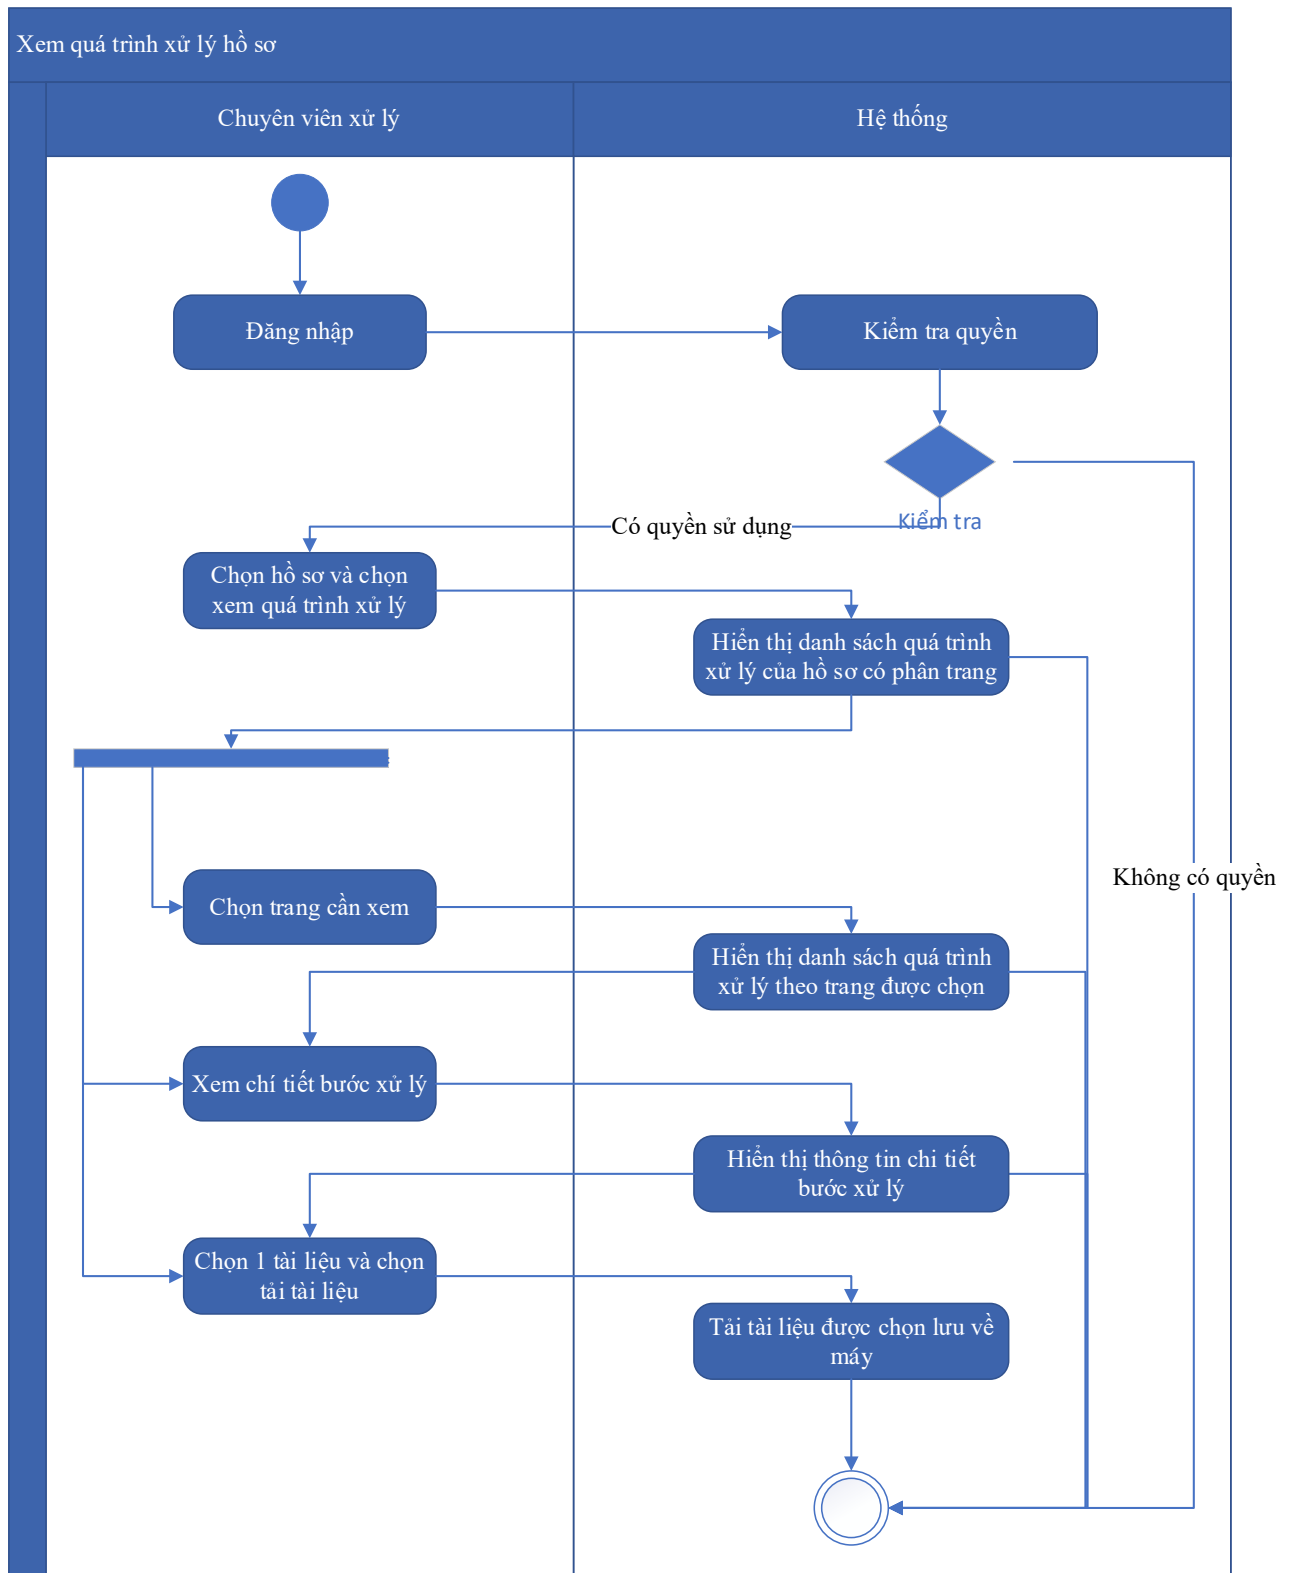 Xem quá trình xử lý hồ sơ
Chuyên viên xử lý
Hệ thống
Đăng nhập
Kiểm tra quyền
Kiểm tra
Có quyền sử dụng
Chọn hồ sơ và chọn
xem quá trình xử lý
Hiển thị danh sách quá trình
xử lý của hồ sơ có phân trang
Không có quyền
Chọn trang cần xem
Hiển thị danh sách quá trình
xử lý theo trang được chọn
Xem chí tiết bước xử lý
Hiển thị thông tin chi tiết
bước xử lý
Chọn 1 tài liệu và chọn
tải tài liệu
Tải tài liệu được chọn lưu về
máy